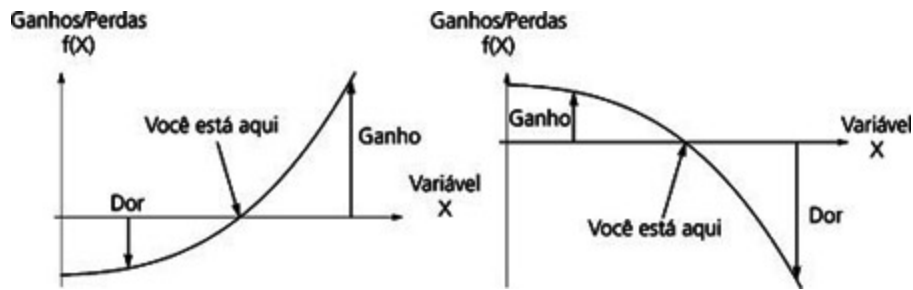 Ganhos/Perdas
f(X)
Você está aqui
Ganho
Dor
Variável
X
Ganhos/Perdas
f(X)
Ganho
Variável
X
Você está aqui
Dor